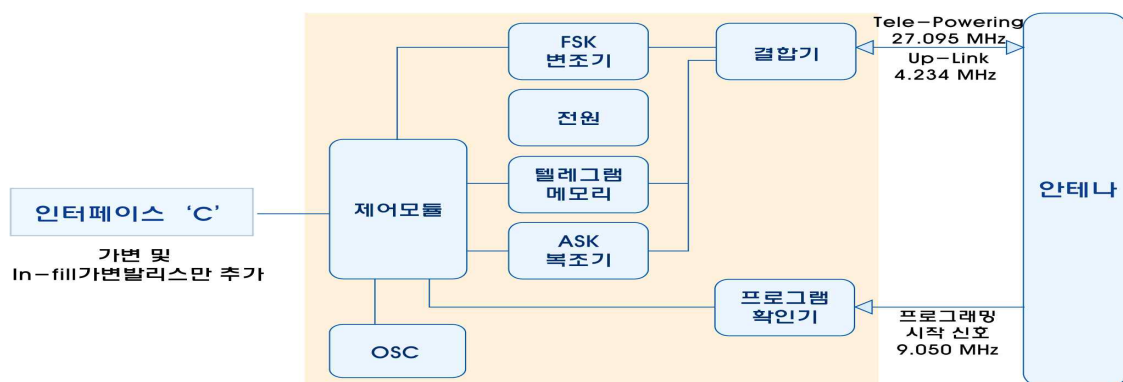 FSK
변조기
결합기
Tele-Powering
27.095 MHz
Up-Link
4.234 MHz
전원
텔레그램
메모리
제어모듈
안테나
인터페이스 ‘C’
가변 및
In-fill가변발리스만 추가
ASK
복조기
프로그램
확인기
프로그래밍
시작 신호
9.050 MHz
OSC